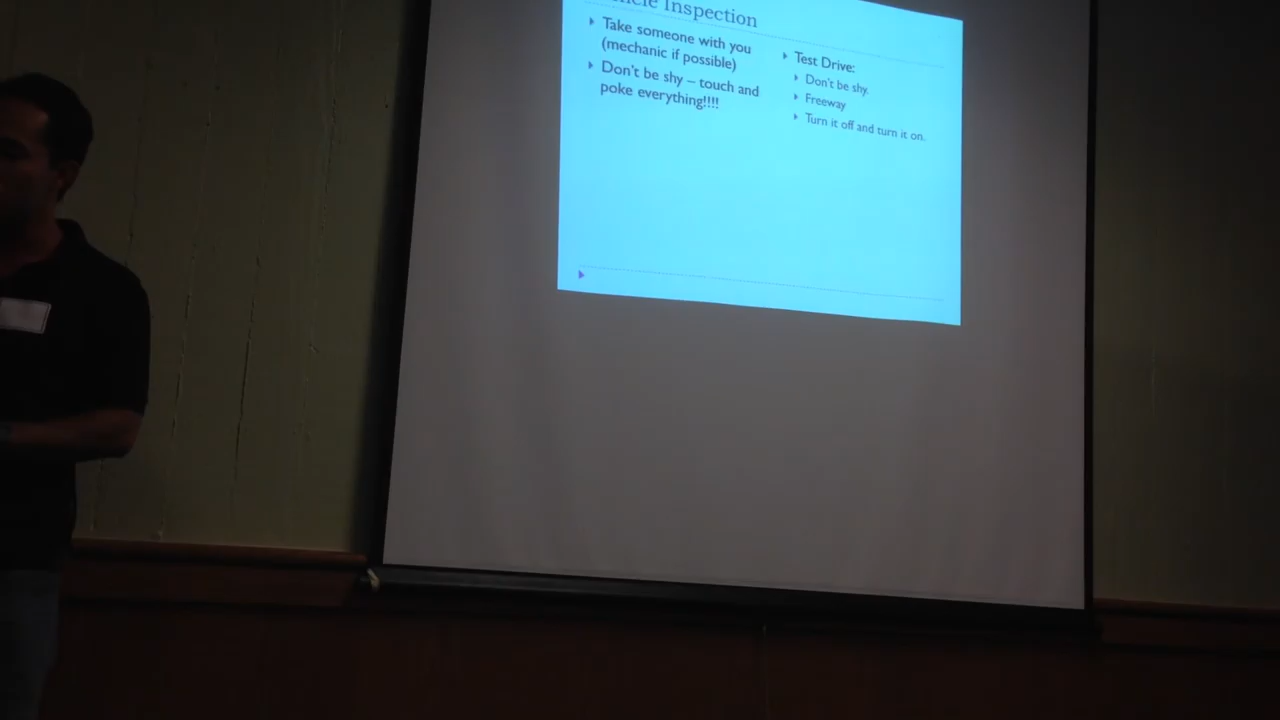 Inspection
Take someone with you
(mechanic if possible)
Don't be shy – touch and
poke everything!!!!
Test Drive:
Don't be shy.
Freeway
Turn it off and turn it on.